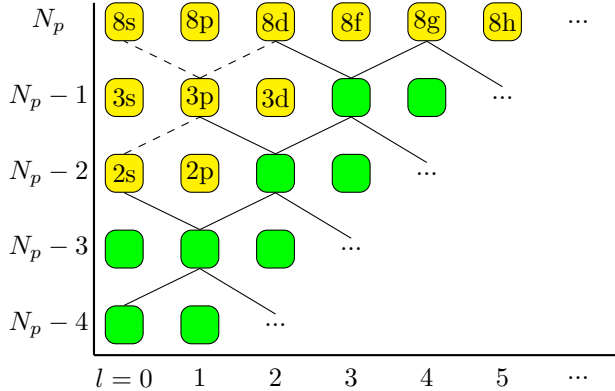 N_p 8s 8p 8d 8f 8g 8h ...
N_p − 1 3s 3p 3d ...
N_p − 2 2s 2p ...
N_p − 3 ...
N_p − 4 ...
l = 0 1 2 3 4 5 ...